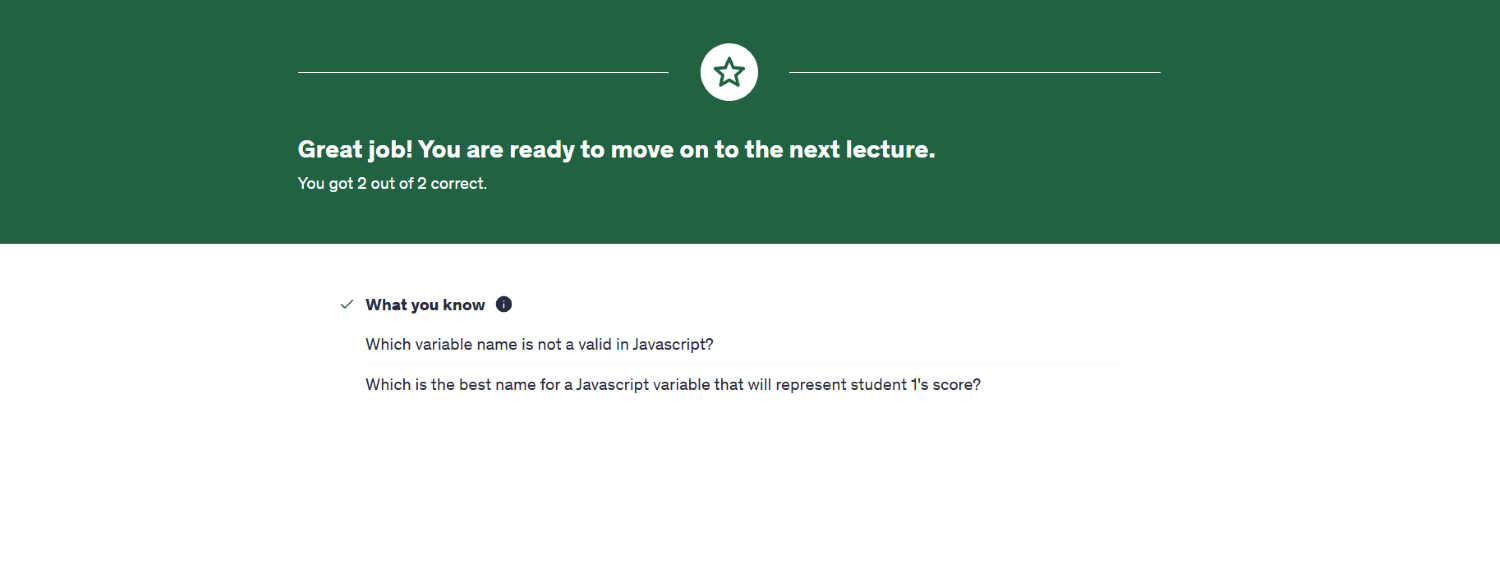 Great job! You are ready to move on to the next lecture.
You got 2 out of 2 correct.
What you know
Which variable name is not a valid in Javascript?
Which is the best name for a Javascript variable that will represent student 1's score?